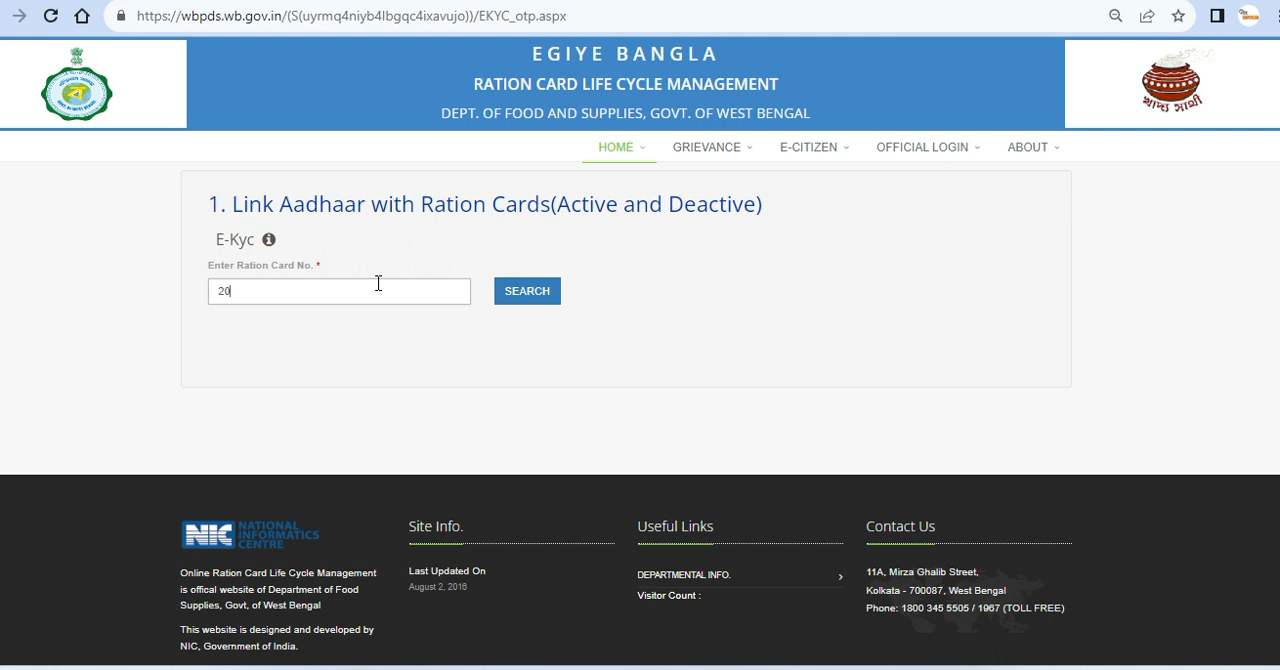 https://wbpds.wb.gov.in/(S(uyrmq4niyb4lbgqc4ixavujo))/EKYC_otp.aspx
EGIYE BANGLA
RATION CARD LIFE CYCLE MANAGEMENT
DEPT. OF FOOD AND SUPPLIES, GOVT. OF WEST BENGAL
খাদ্য সাথী
HOME
GRIEVANCE
E-CITIZEN
OFFICIAL LOGIN
ABOUT
1. Link Aadhaar with Ration Cards(Active and Deactive)
E-Kyc
Enter Ration Card No. *
20
SEARCH
NIC NATIONAL INFORMATICS CENTRE
Online Ration Card Life Cycle Management
is offical website of Department of Food
Supplies, Govt, of West Bengal
This website is designed and developed by
NIC, Government of India.
Site Info.
Last Updated On
August 2, 2016
Useful Links
DEPARTMENTAL INFO.
Visitor Count :
Contact Us
11A, Mirza Ghalib Street,
Kolkata - 700087, West Bengal
Phone: 1800 345 5505 / 1967 (TOLL FREE)